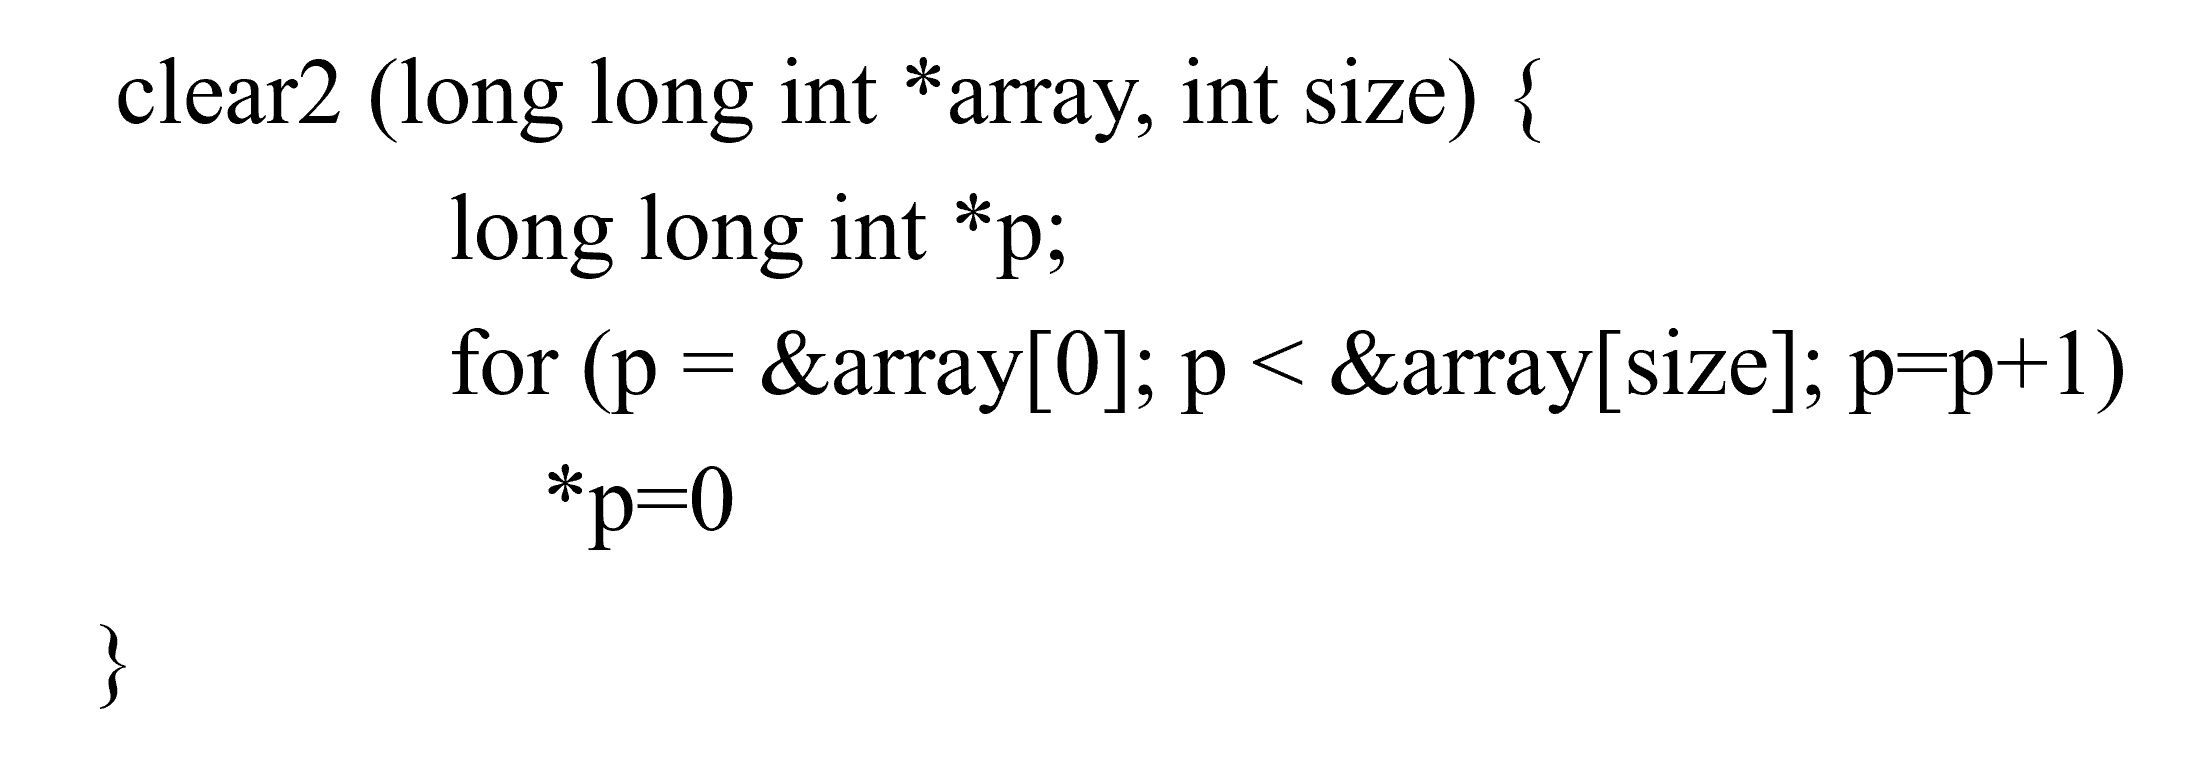 clear2 (long long int *array, int size) {
long long int *p;
for (p = &array[0]; p < &array[size]; p=p+1)
*p=0
}